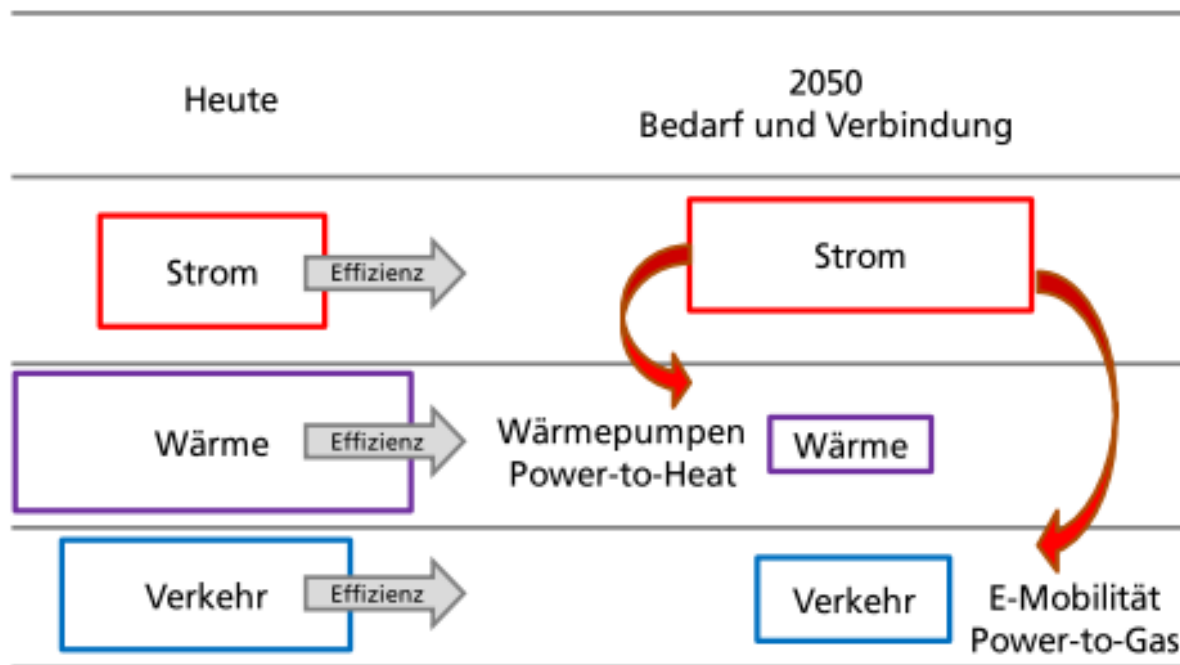 Heute
2050
Bedarf und Verbindung
Strom
Effizienz
Strom
Wärme
Effizienz
Wärmepumpen
Power-to-Heat
Wärme
Verkehr
Effizienz
Verkehr
E-Mobilität
Power-to-Gas